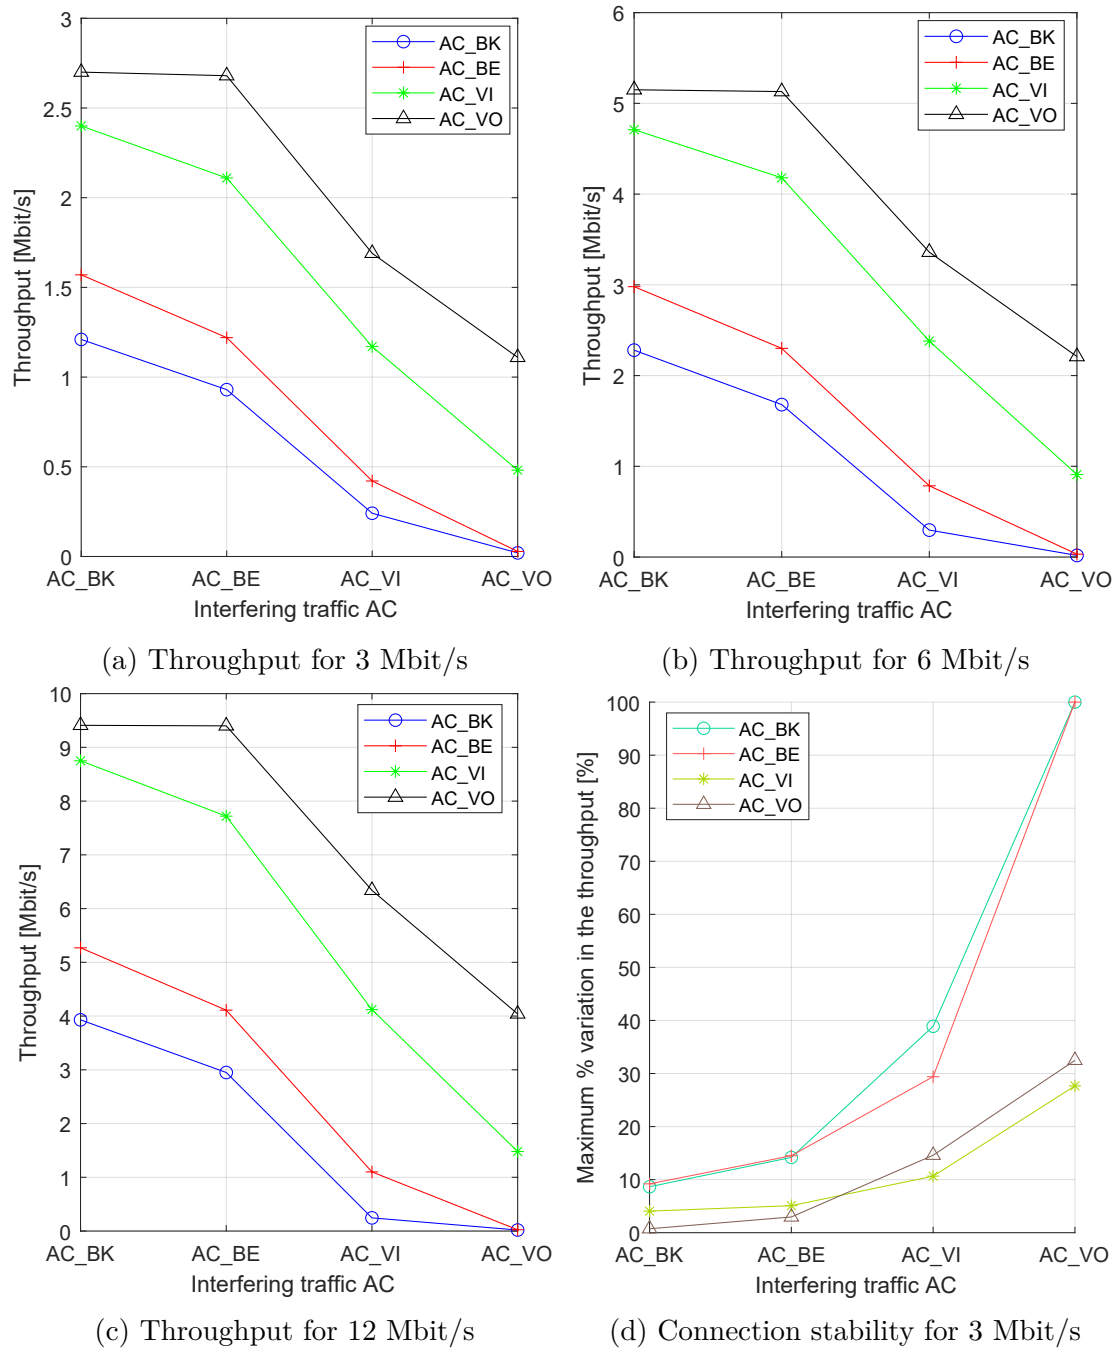 3
2.5
2
1.5
1
0.5
0
Throughput [Mbit/s]
AC_BK
AC_BE
AC_VI
AC_VO
AC_BK AC_BE AC_VI AC_VO
Interfering traffic AC
(a) Throughput for 3 Mbit/s
6
5
4
3
2
1
0
Throughput [Mbit/s]
AC_BK
AC_BE
AC_VI
AC_VO
AC_BK AC_BE AC_VI AC_VO
Interfering traffic AC
(b) Throughput for 6 Mbit/s
10
9
8
7
6
5
4
3
2
1
0
Throughput [Mbit/s]
AC_BK
AC_BE
AC_VI
AC_VO
AC_BK AC_BE AC_VI AC_VO
Interfering traffic AC
(c) Throughput for 12 Mbit/s
100
90
80
70
60
50
40
30
20
10
0
Maximum % variation in the throughput [%]
AC_BK
AC_BE
AC_VI
AC_VO
AC_BK AC_BE AC_VI AC_VO
Interfering traffic AC
(d) Connection stability for 3 Mbit/s